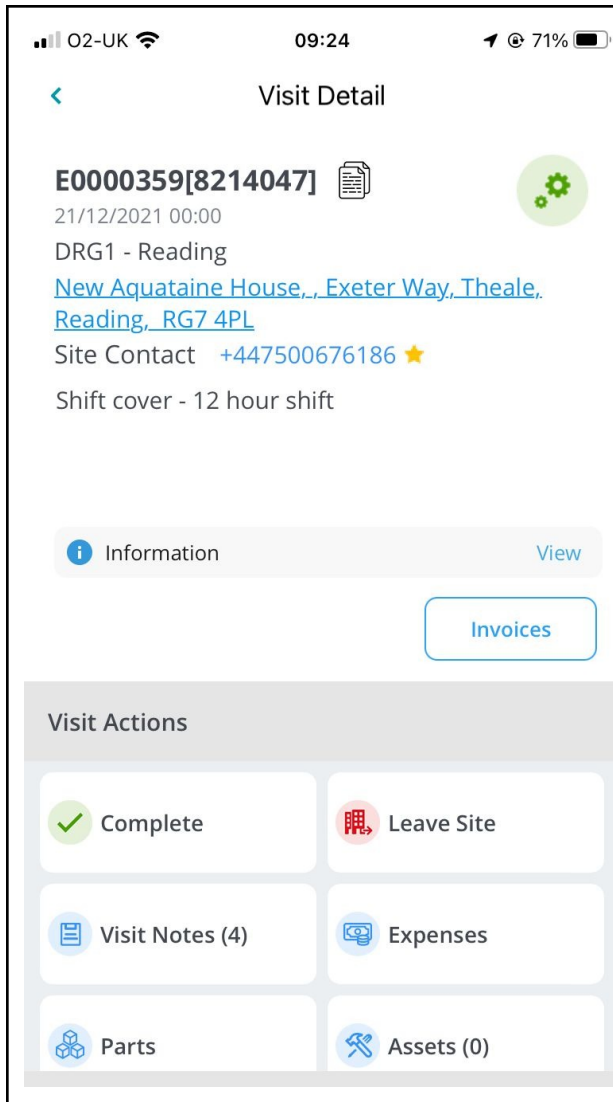 O2-UK 09:24 71%
Visit Detail
E0000359[8214047]
21/12/2021 00:00
DRG1 - Reading
New Aquataine House, , Exeter Way, Theale,
Reading, RG7 4PL
Site Contact +447500676186
Shift cover - 12 hour shift
Information View
Invoices
Visit Actions
Complete Leave Site
Visit Notes (4) Expenses
Parts Assets (0)